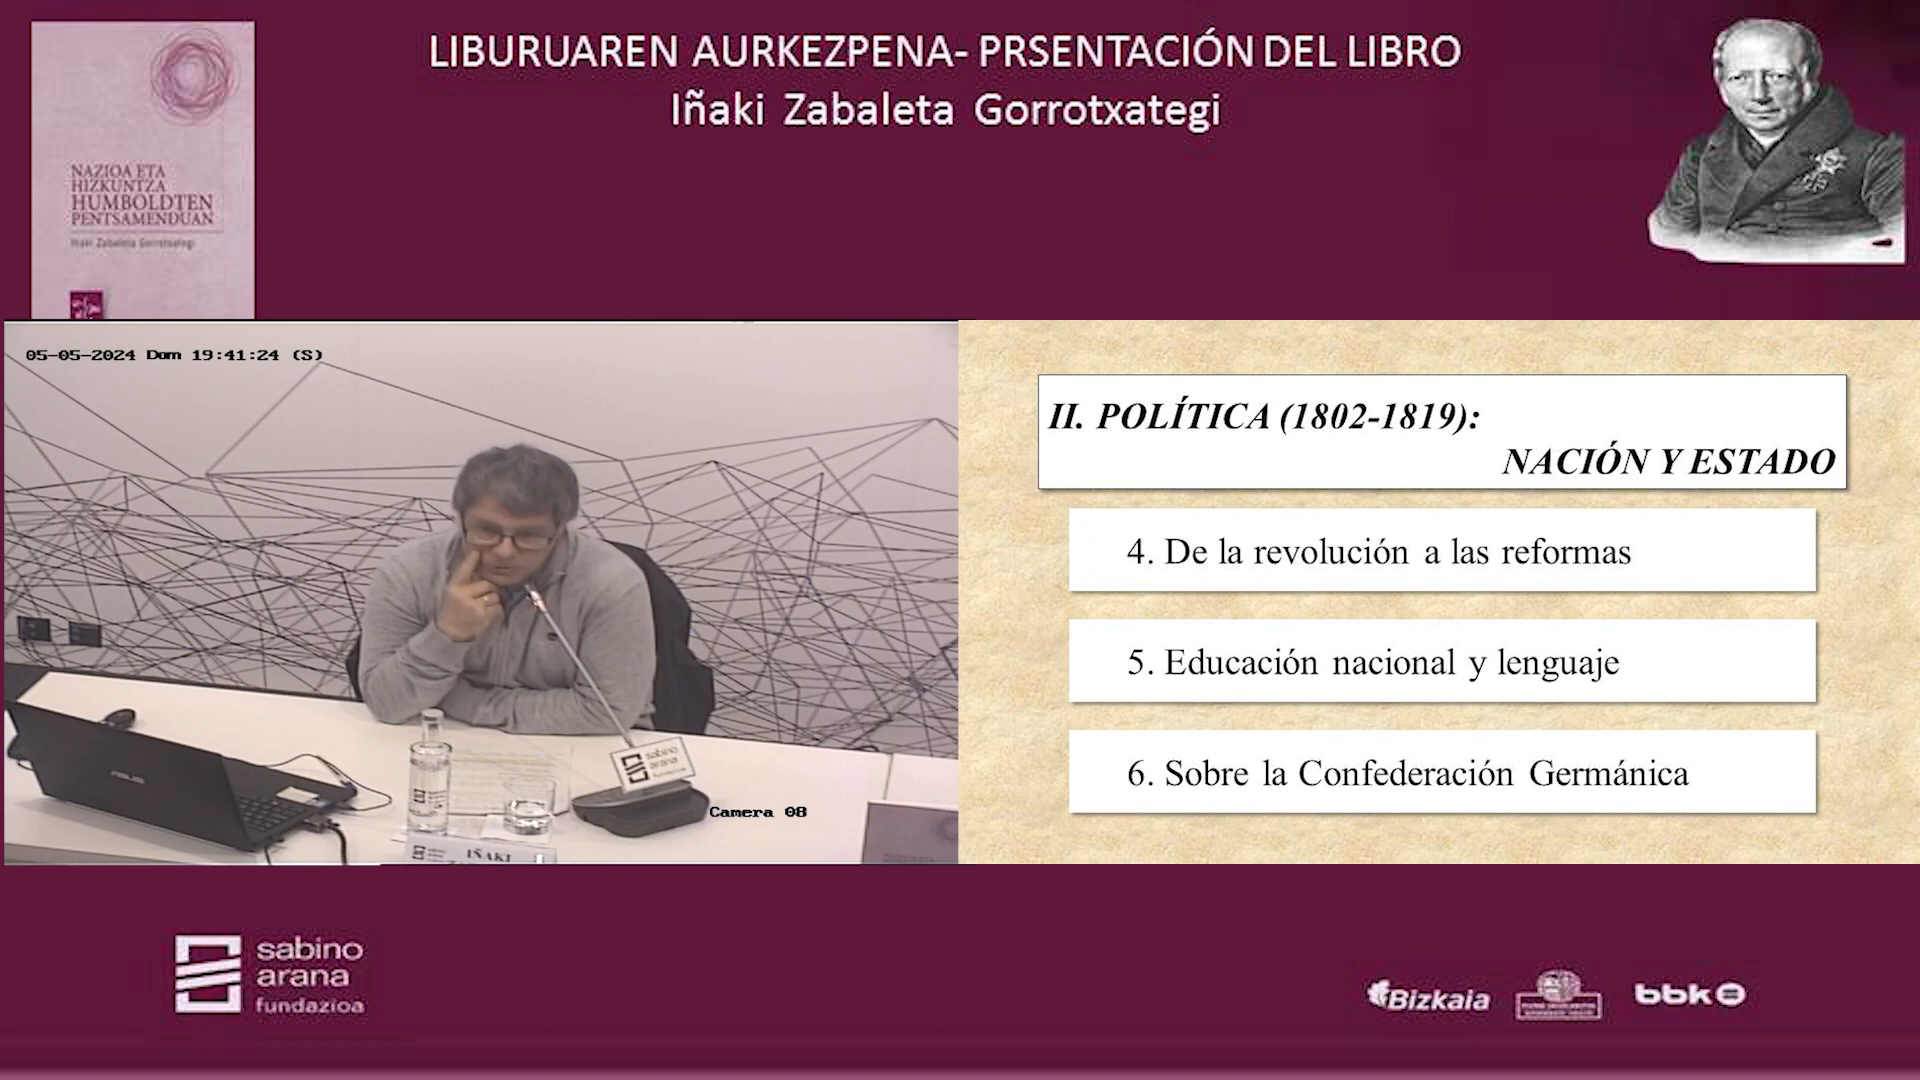 LIBURUAREN AURKEZPENA- PRSENTACIÓN DEL LIBRO
Iñaki Zabaleta Gorrotxategi
NAZIOA ETA
HIZKUNTZA
HUMBOLDTEN
PENTSAMENDUAN
Iñaki Zabaleta Gorrotxategi
05-05-2024 Dom 19:41:24 (S)
ASUS
sabino
arana
fundazioa
Camera 08
IÑAKI
II. POLÍTICA (1802-1819):
NACIÓN Y ESTADO
4. De la revolución a las reformas
5. Educación nacional y lenguaje
6. Sobre la Confederación Germánica
sabino
arana
fundazioa
Bizkaia
bbk